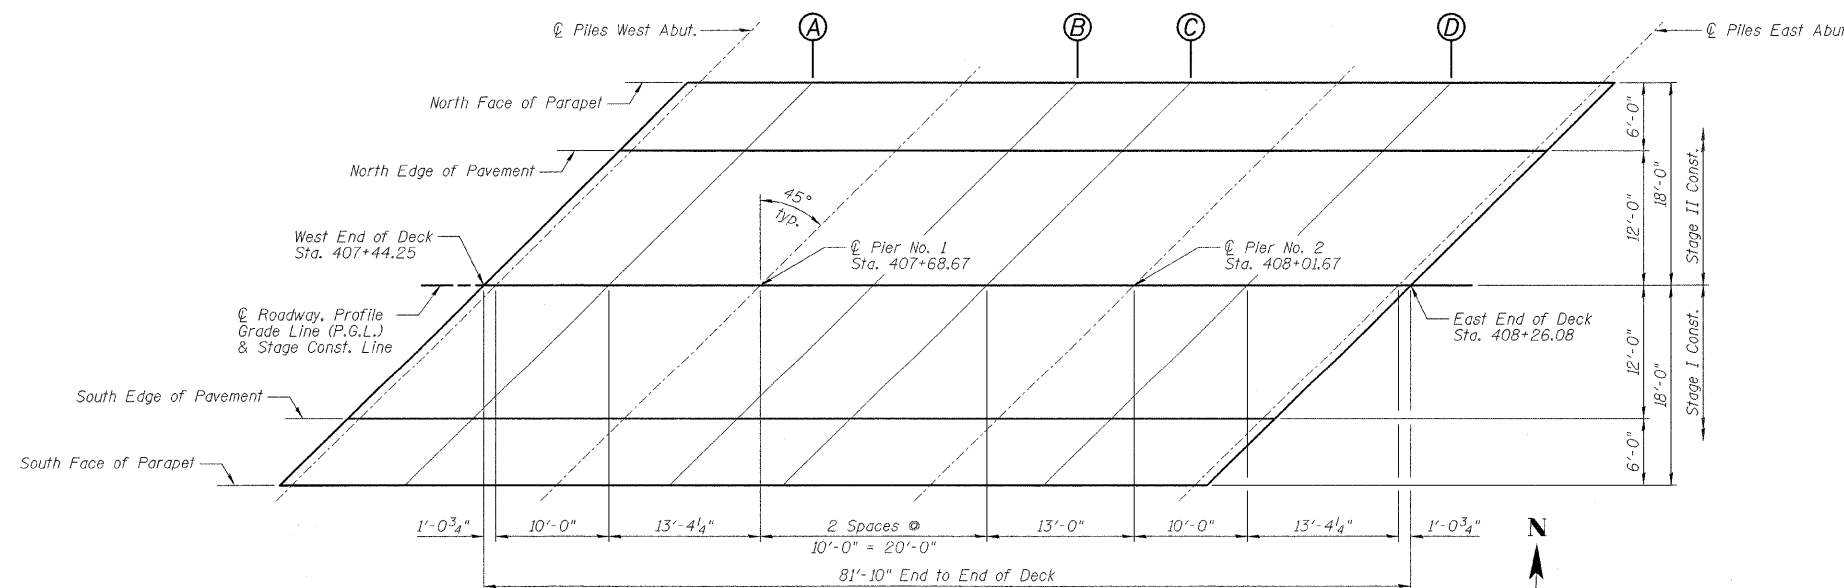 ℄ Piles West Abut.
A
B
C
D
℄ Piles East Abut
North Face of Parapet
North Edge of Pavement
45°
typ.
West End of Deck
Sta. 407+44.25
℄ Pier No. 1
Sta. 407+68.67
℄ Pier No. 2
Sta. 408+01.67
℄ Roadway, Profile
Grade Line (P.G.L.)
& Stage Const. Line
East End of Deck
Sta. 408+26.08
South Edge of Pavement
South Face of Parapet
6'-0"
12'-0"
18'-0"
Stage II Const.
12'-0"
6'-0"
18'-0"
Stage I Const.
1'-0¾"
10'-0"
13'-4¼"
2 Spaces @
10'-0" = 20'-0"
13'-0"
10'-0"
13'-4¼"
1'-0¾"
81'-10" End to End of Deck
N